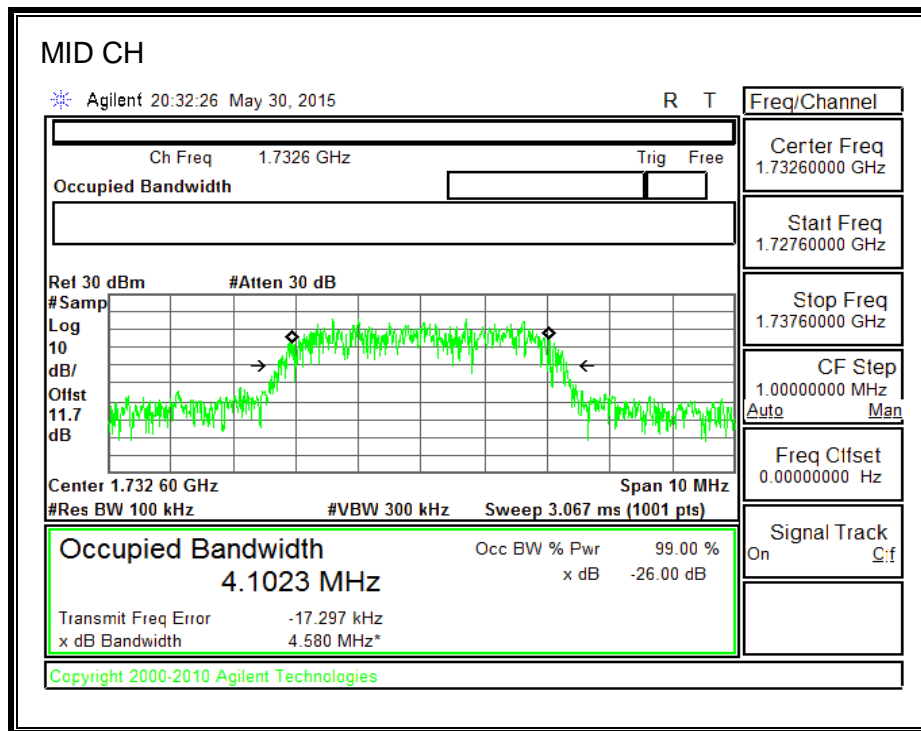 MID CH
Agilent 20:32:26 May 30, 2015 R T
Freq/Channel
Ch Freq 1.7326 GHz Trig Free
Occupied Bandwidth
Center Freq
1.73260000 GHz
Start Freq
1.72760000 GHz
Stop Freq
1.73760000 GHz
CF Step
1.00000000 MHz
Auto Man
Freq Offset
0.00000000 Hz
Signal Track
On Off
Ref 30 dBm #Atten 30 dB
#Samp
Log
10
dB/
Offst
11.7
dB
Center 1.732 60 GHz Span 10 MHz
#Res BW 100 kHz #VBW 300 kHz Sweep 3.067 ms (1001 pts)
Occupied Bandwidth Occ BW % Pwr 99.00 %
4.1023 MHz x dB -26.00 dB
Transmit Freq Error -17.297 kHz
x dB Bandwidth 4.580 MHz*
Copyright 2000-2010 Agilent Technologies